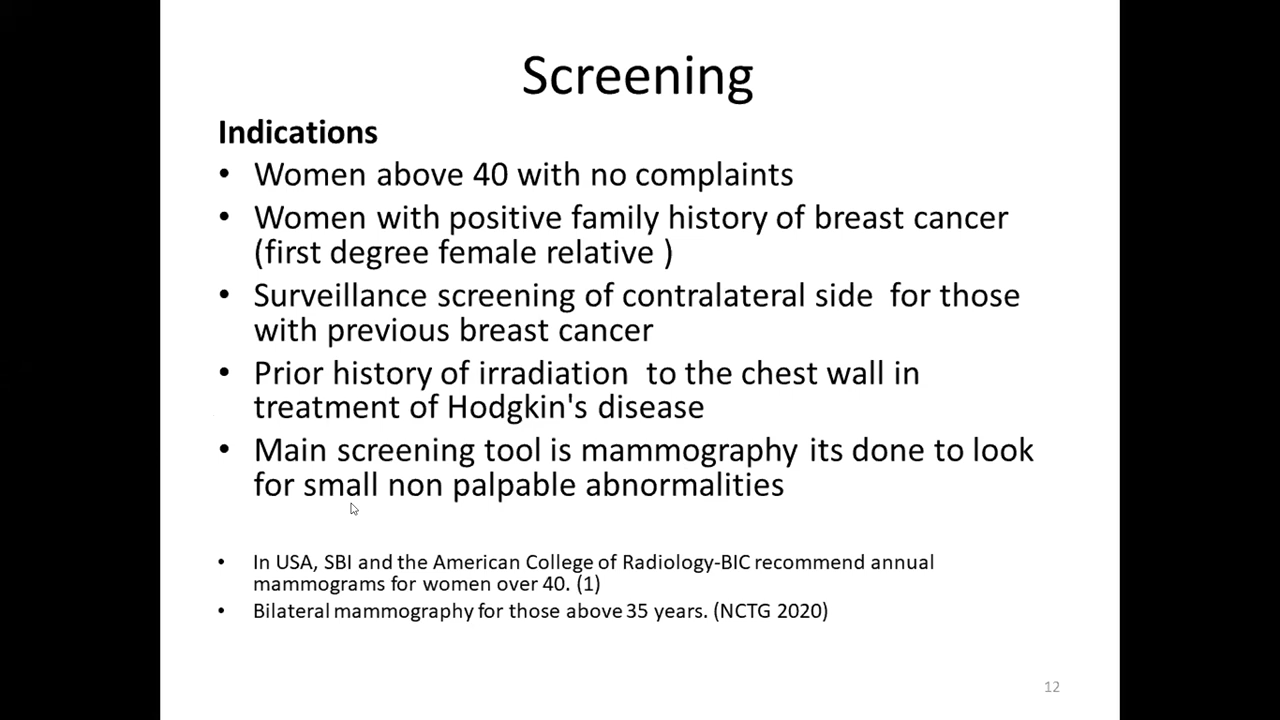 Screening
Indications
• Women above 40 with no complaints
• Women with positive family history of breast cancer
(first degree female relative )
• Surveillance screening of contralateral side  for those
with previous breast cancer
• Prior history of irradiation  to the chest wall in
treatment of Hodgkin's disease
• Main screening tool is mammography its done to look
for small non palpable abnormalities
• In USA, SBI and the American College of Radiology-BIC recommend annual
mammograms for women over 40. (1)
• Bilateral mammography for those above 35 years. (NCTG 2020)
12